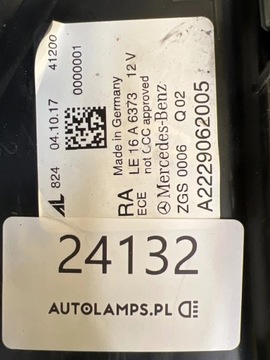 41200
0000001
04.10.17
AL 824
Made in Germany
RA LE 16 A 6373 12 V
ECE not CCC approved
Mercedes-Benz
ZGS 0006 Q 02
A2229062005
24132
AUTOLAMPS.PL